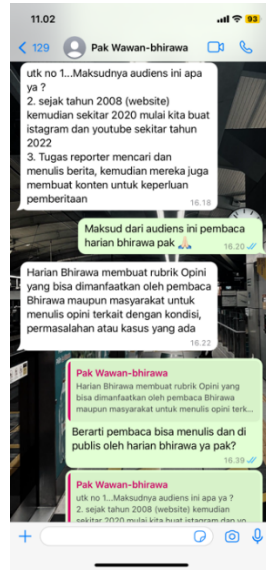 11.02
93
129
Pak Wawan-bhirawa
utk no 1...Maksudnya audiens ini apa
ya ?
2. sejak tahun 2008 (website)
kemudian sekitar 2020 mulai kita buat
istagram dan youtube sekitar tahun
2022
3. Tugas reporter mencari dan
menulis berita, kemudian mereka juga
membuat konten untuk keperluan
pemberitaan
16.18
Maksud dari audiens ini pembaca
harian bhirawa pak 🙏🏻
16.20
Harian Bhirawa membuat rubrik Opini
yang bisa dimanfaatkan oleh pembaca
Bhirawa maupun masyarakat untuk
menulis opini terkait dengan kondisi,
permasalahan atau kasus yang ada
16.22
Pak Wawan-bhirawa
Harian Bhirawa membuat rubrik Opini yang
bisa dimanfaatkan oleh pembaca Bhirawa
maupun masyarakat untuk menulis opini terk...
Berarti pembaca bisa menulis dan di
publis oleh harian bhirawa ya pak?
16.39
Pak Wawan-bhirawa
utk no 1...Maksudnya audiens ini apa ya ?
2. sejak tahun 2008 (website) kemudian
sekitar 2020 mulai kita buat istagram dan